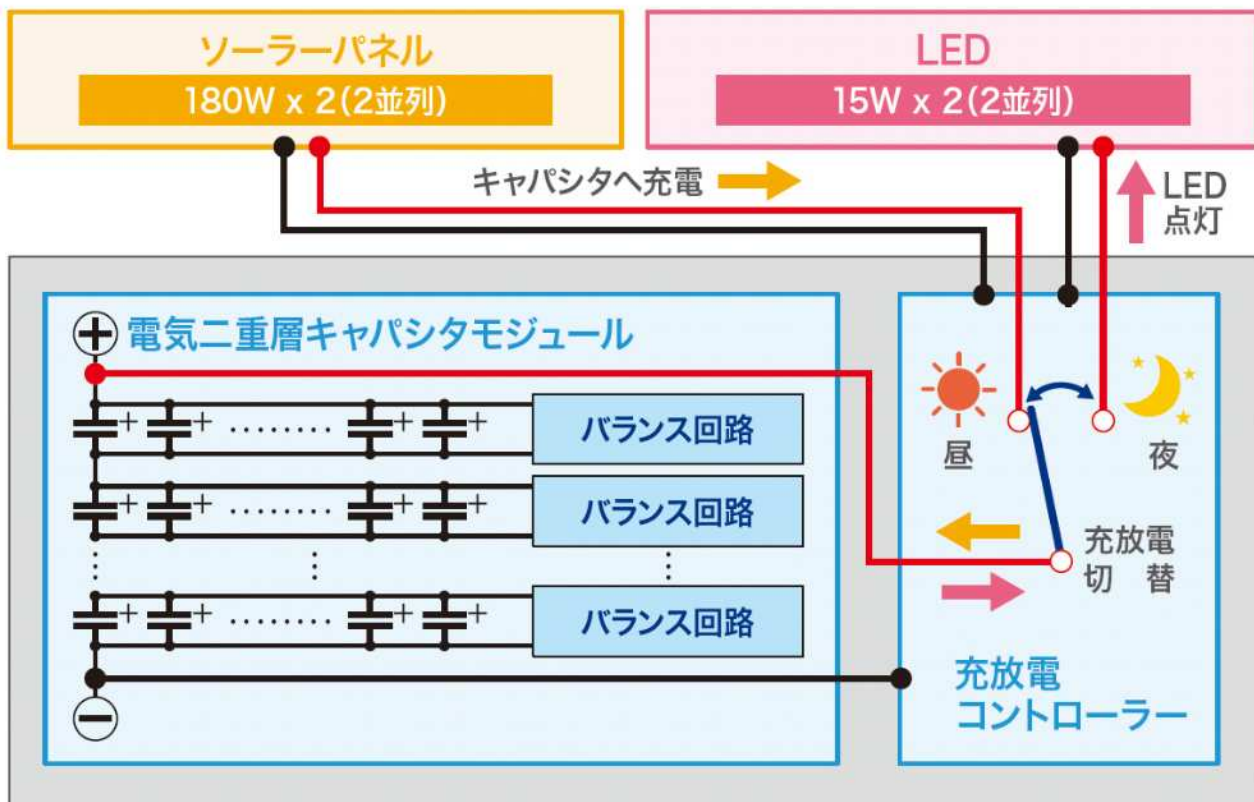 ソーラーパネル
180W x 2(2並列)
LED
15W x 2(2並列)
キャパシタへ充電
LED
点灯
電気二重層キャパシタモジュール
+ + ……… + +
バランス回路
+ + ……… + +
バランス回路
+ + ……… + +
バランス回路
昼
夜
充放電
切 替
充放電
コントローラー